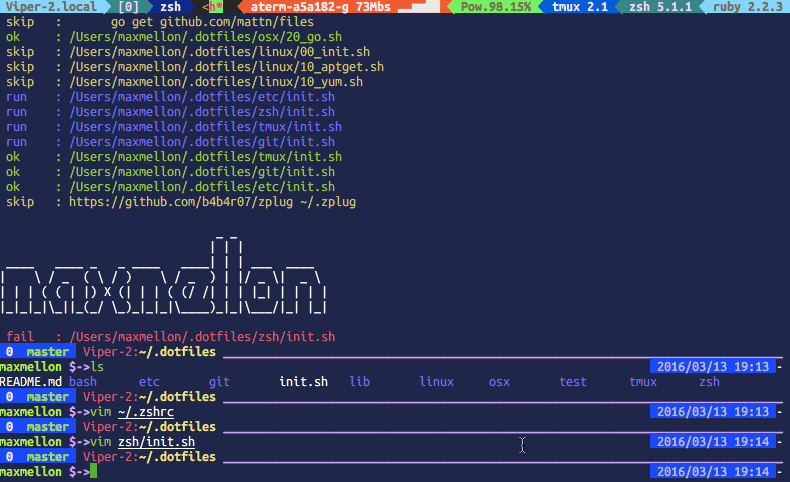 Viper-2.local [0] zsh <h* aterm-a5a182-g 73Mbs Pow.98.15% tmux 2.1 zsh 5.1.1 ruby 2.2.3
skip : go get github.com/mattn/files
ok : /Users/maxmellon/.dotfiles/osx/20_go.sh
skip : /Users/maxmellon/.dotfiles/linux/00_init.sh
skip : /Users/maxmellon/.dotfiles/linux/10_aptget.sh
skip : /Users/maxmellon/.dotfiles/linux/10_yum.sh
run : /Users/maxmellon/.dotfiles/etc/init.sh
run : /Users/maxmellon/.dotfiles/zsh/init.sh
run : /Users/maxmellon/.dotfiles/tmux/init.sh
run : /Users/maxmellon/.dotfiles/git/init.sh
ok : /Users/maxmellon/.dotfiles/tmux/init.sh
ok : /Users/maxmellon/.dotfiles/git/init.sh
ok : /Users/maxmellon/.dotfiles/etc/init.sh
skip : https://github.com/b4b4r07/zplug ~/.zplug
maxmellon
fail : /Users/maxmellon/.dotfiles/zsh/init.sh
0 master Viper-2:~/.dotfiles
maxmellon $->ls 2016/03/13 19:13 -
README.md bash etc git init.sh lib linux osx test tmux zsh
0 master Viper-2:~/.dotfiles
maxmellon $->vim ~/.zshrc 2016/03/13 19:13 -
0 master Viper-2:~/.dotfiles
maxmellon $->vim zsh/init.sh 2016/03/13 19:14 -
0 master Viper-2:~/.dotfiles
maxmellon $-> 2016/03/13 19:14 -